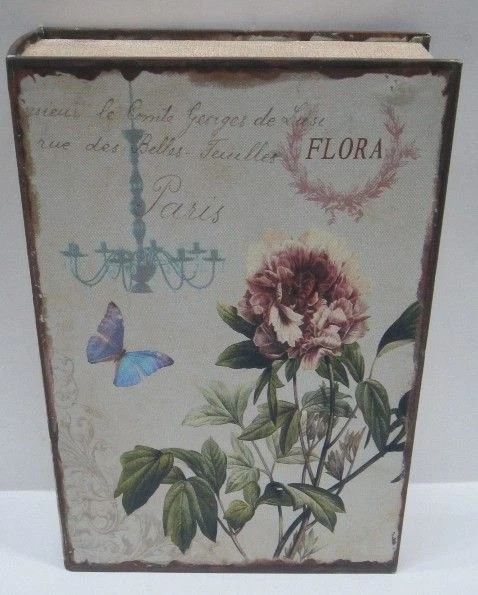 le Comte Georges de
rue des Belles-Feuilles
FLORA
Paris